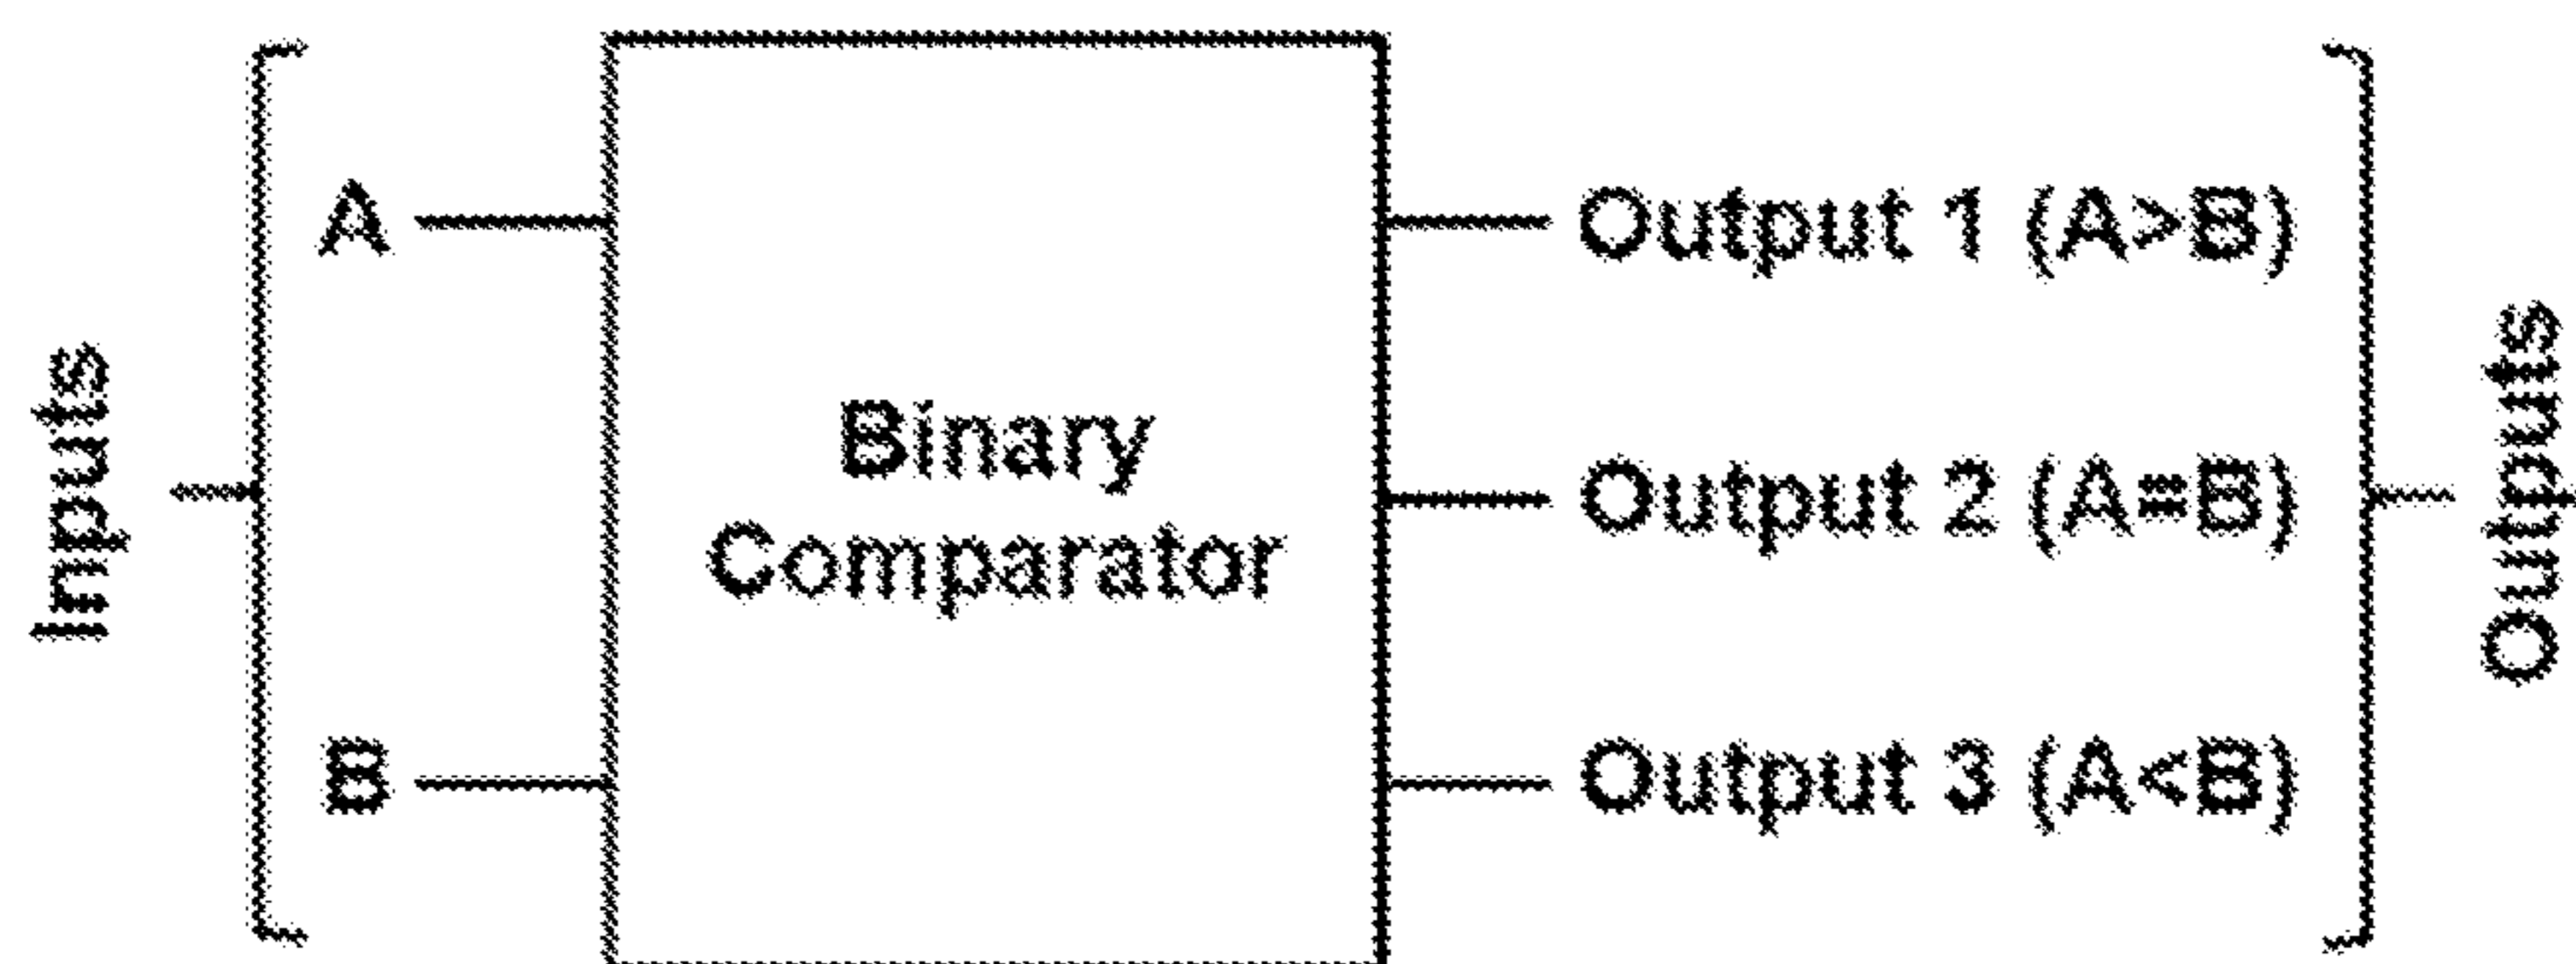 Inputs
A
B
Binary
Comparator
Output 1 (A>B)
Output 2 (A=B)
Output 3 (A<B)
Outputs